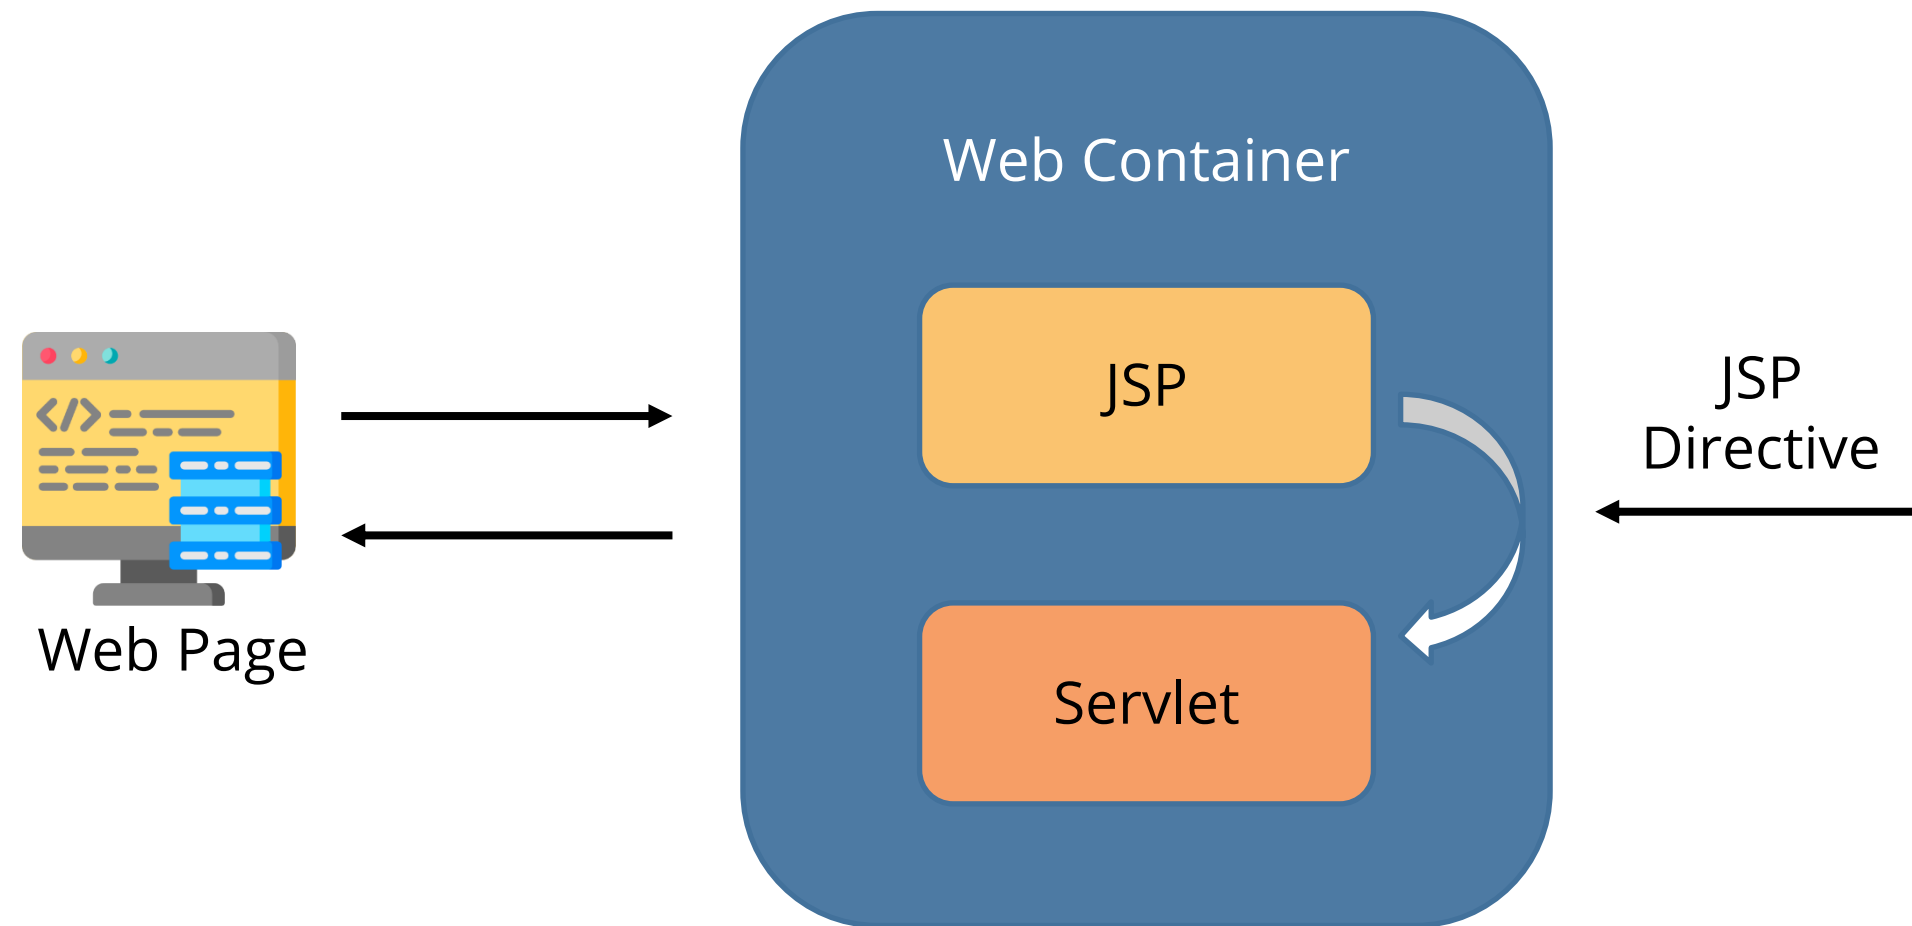 Web Container
JSP
Servlet
Web Page
JSP
Directive